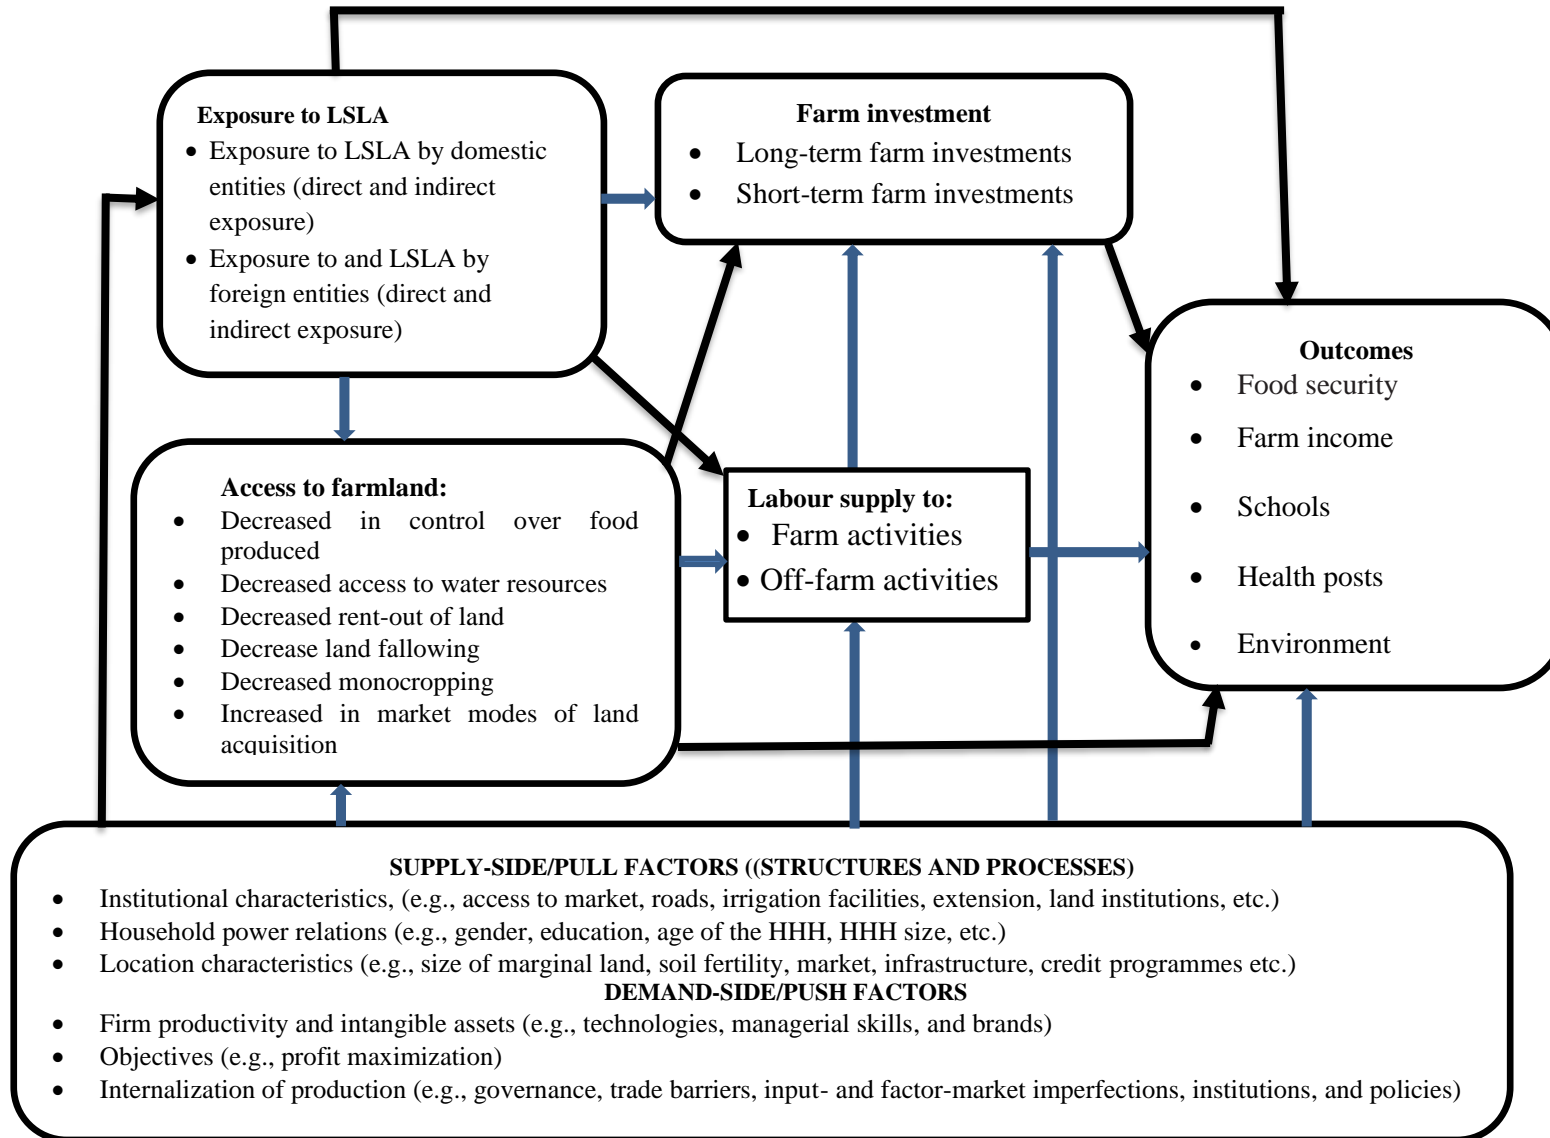 Exposure to LSLA
• Exposure to LSLA by domestic
entities (direct and indirect
exposure)
• Exposure to and LSLA by
foreign entities (direct and
indirect exposure)
Farm investment
• Long-term farm investments
• Short-term farm investments
Access to farmland:
• Decreased in control over food
produced
• Decreased access to water resources
• Decreased rent-out of land
• Decrease land fallowing
• Decreased monocropping
• Increased in market modes of land
acquisition
Labour supply to:
• Farm activities
• Off-farm activities
Outcomes
• Food security
• Farm income
• Schools
• Health posts
• Environment
SUPPLY-SIDE/PULL FACTORS ((STRUCTURES AND PROCESSES)
• Institutional characteristics, (e.g., access to market, roads, irrigation facilities, extension, land institutions, etc.)
• Household power relations (e.g., gender, education, age of the HHH, HHH size, etc.)
• Location characteristics (e.g., size of marginal land, soil fertility, market, infrastructure, credit programmes etc.)
DEMAND-SIDE/PUSH FACTORS
• Firm productivity and intangible assets (e.g., technologies, managerial skills, and brands)
• Objectives (e.g., profit maximization)
• Internalization of production (e.g., governance, trade barriers, input- and factor-market imperfections, institutions, and policies)